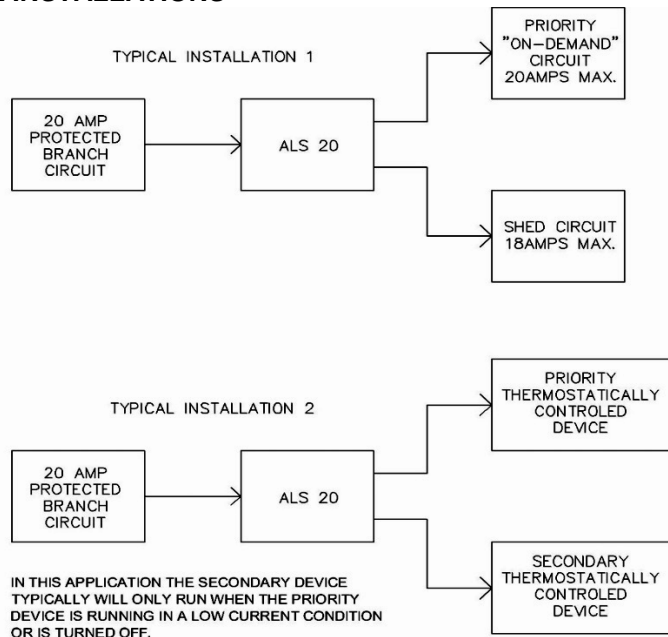 TYPICAL INSTALLATION 1
20 AMP
PROTECTED
BRANCH
CIRCUIT
ALS 20
PRIORITY
"ON-DEMAND"
CIRCUIT
20AMPS MAX.
SHED CIRCUIT
18AMPS MAX.
TYPICAL INSTALLATION 2
20 AMP
PROTECTED
BRANCH
CIRCUIT
ALS 20
PRIORITY
THERMOSTATICALLY
CONTROLED
DEVICE
SECONDARY
THERMOSTATICALLY
CONTROLED
DEVICE
IN THIS APPLICATION THE SECONDARY DEVICE
TYPICALLY WILL ONLY RUN WHEN THE PRIORITY
DEVICE IS RUNNING IN A LOW CURRENT CONDITION
OR IS TURNED OFF.